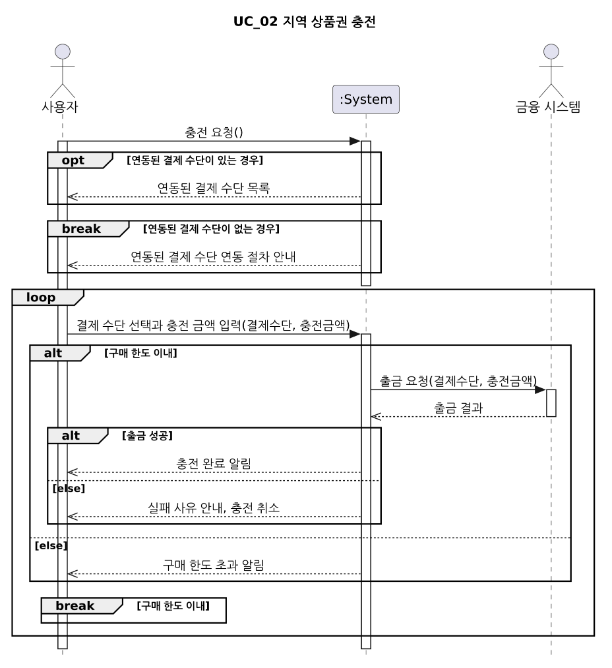 UC_02 지역 상품권 충전
사용자
:System
금융 시스템
충전 요청()
opt [연동된 결제 수단이 있는 경우]
연동된 결제 수단 목록
break [연동된 결제 수단이 없는 경우]
연동된 결제 수단 연동 절차 안내
loop
결제 수단 선택과 충전 금액 입력(결제수단, 충전금액)
alt [구매 한도 이내]
출금 요청(결제수단, 충전금액)
출금 결과
alt [출금 성공]
충전 완료 알림
[else]
실패 사유 안내, 충전 취소
[else]
구매 한도 초과 알림
break [구매 한도 이내]